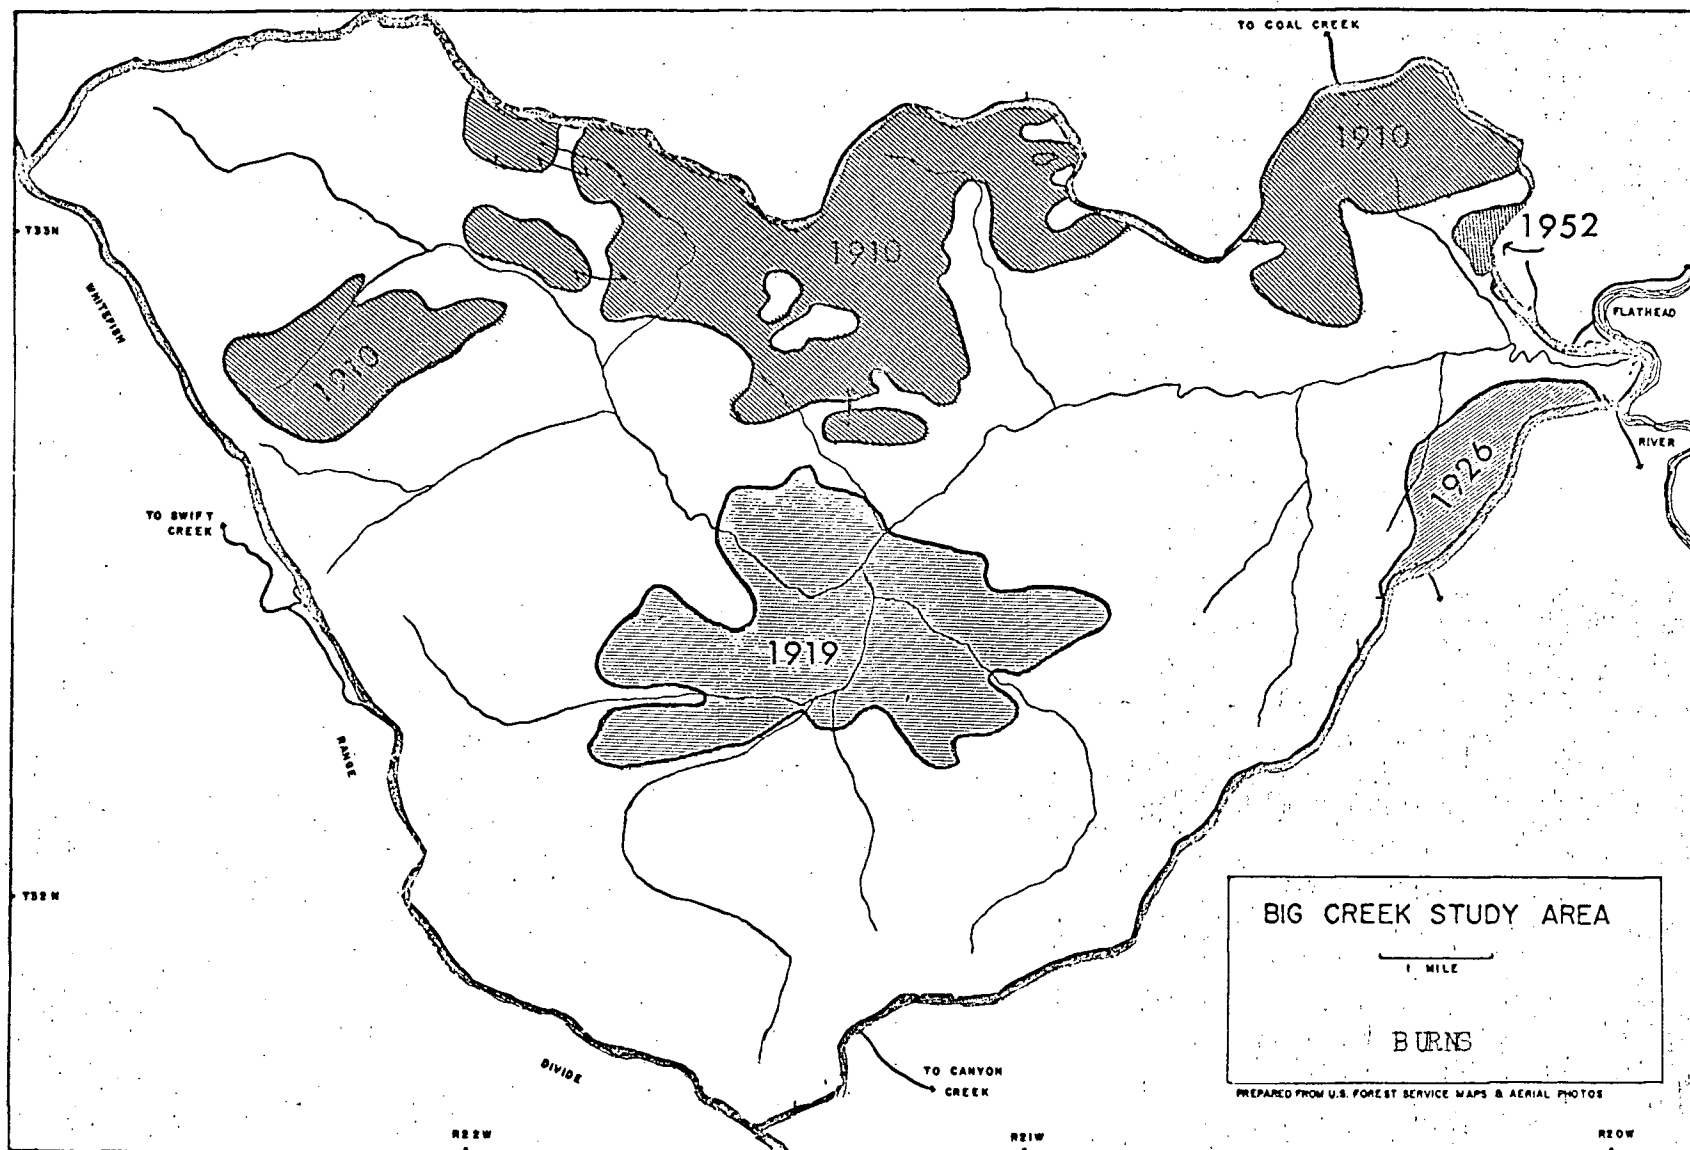 TO COAL CREEK
1910
1952
T33N
1910
WHITEFISH
FLATHEAD
1910
RIVER
1926
TO SWIFT
CREEK
1919
RANGE
T32N
BIG CREEK STUDY AREA
1 MILE
BURNS
TO CANYON
CREEK
DIVIDE
PREPARED FROM U.S. FOREST SERVICE MAPS & AERIAL PHOTOS
R22W
R21W
R20W